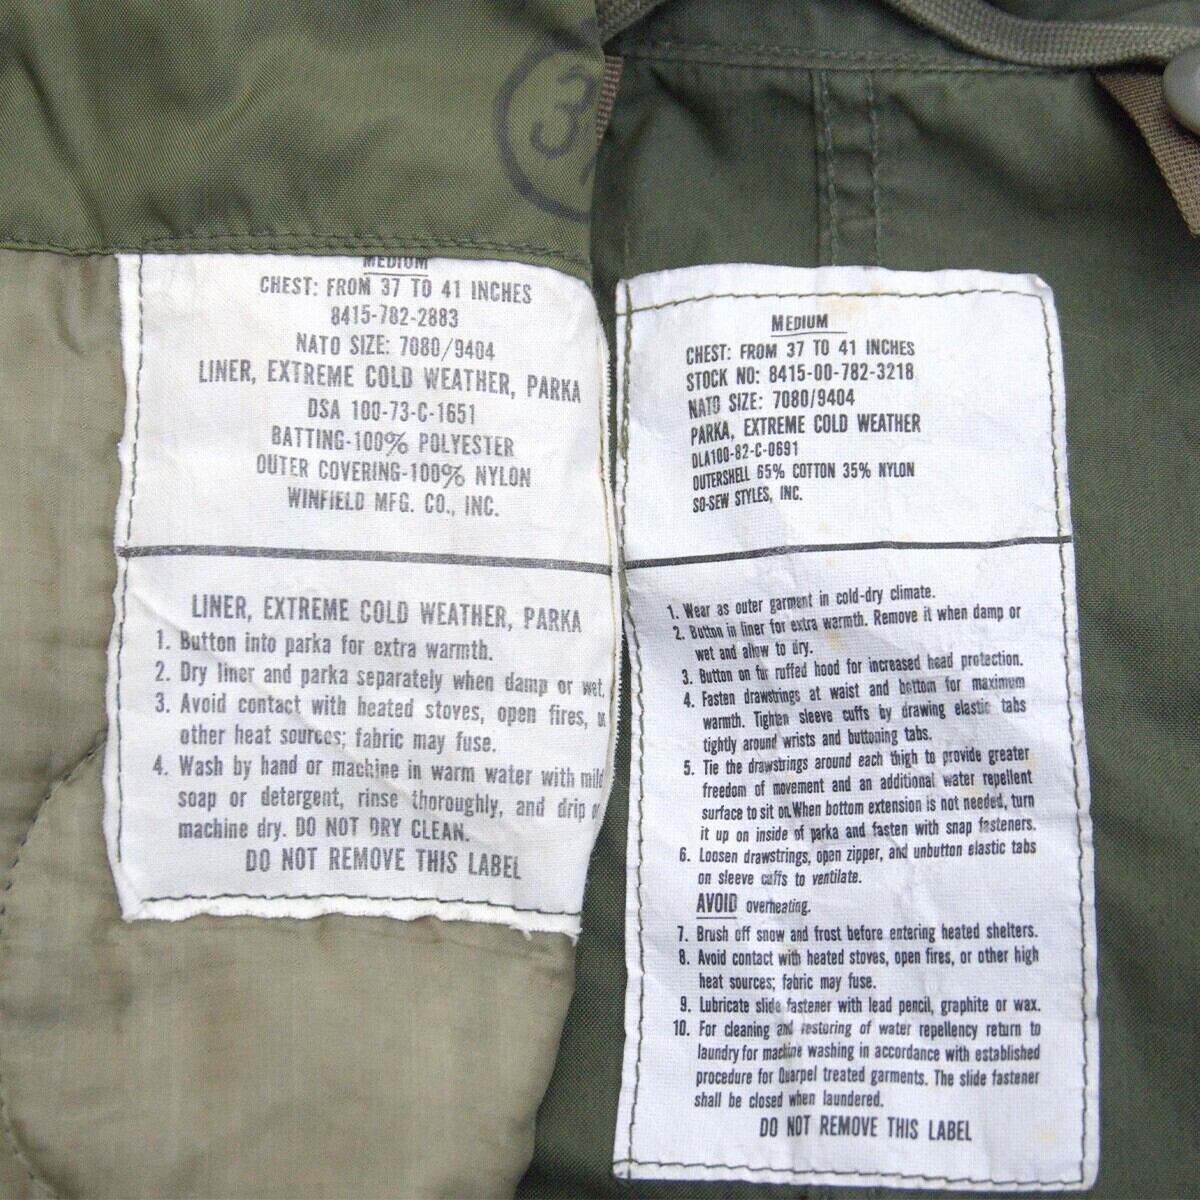 3
MEDIUM
CHEST: FROM 37 TO 41 INCHES
8415-782-2883
NATO SIZE: 7080/9404
LINER, EXTREME COLD WEATHER, PARKA
DSA 100-73-C-1651
BATTING-100% POLYESTER
OUTER COVERING-100% NYLON
WINFIELD MFG. CO., INC.
LINER, EXTREME COLD WEATHER, PARKA
1. Button into parka for extra warmth.
2. Dry liner and parka separately when damp or wet.
3. Avoid contact with heated stoves, open fires,
other heat sources; fabric may fuse.
4. Wash by hand or machine in warm water with mild
soap or detergent, rinse thoroughly, and drip
machine dry. DO NOT DRY CLEAN.
DO NOT REMOVE THIS LABEL
MEDIUM
CHEST: FROM 37 TO 41 INCHES
STOCK NO: 8415-00-782-3218
NATO SIZE: 7080/9404
PARKA, EXTREME COLD WEATHER
DLA100-82-C-0691
OUTERSHELL 65% COTTON 35% NYLON
SO-SEW STYLES, INC.
1. Wear as outer garment in cold-dry climate.
2. Button in liner for extra warmth. Remove it when damp or
wet and allow to dry.
3. Button on fur ruffed hood for increased head protection.
4. Fasten drawstrings at waist and bottom for maximum
warmth. Tighten sleeve cuffs by drawing elastic tabs
tightly around wrists and buttoning tabs.
5. Tie the drawstrings around each thigh to provide greater
freedom of movement and an additional water repellent
surface to sit on. When bottom extension is not needed, turn
it up on inside of parka and fasten with snap fasteners.
6. Loosen drawstrings, open zipper, and unbutton elastic tabs
on sleeve cuffs to ventilate.
AVOID overheating.
7. Brush off snow and frost before entering heated shelters.
8. Avoid contact with heated stoves, open fires, or other high
heat sources; fabric may fuse.
9. Lubricate slide fastener with lead pencil, graphite or wax.
10. For cleaning and restoring of water repellency return to
laundry for machine washing in accordance with established
procedure for Quarpel treated garments. The slide fastener
shall be closed when laundered.
DO NOT REMOVE THIS LABEL